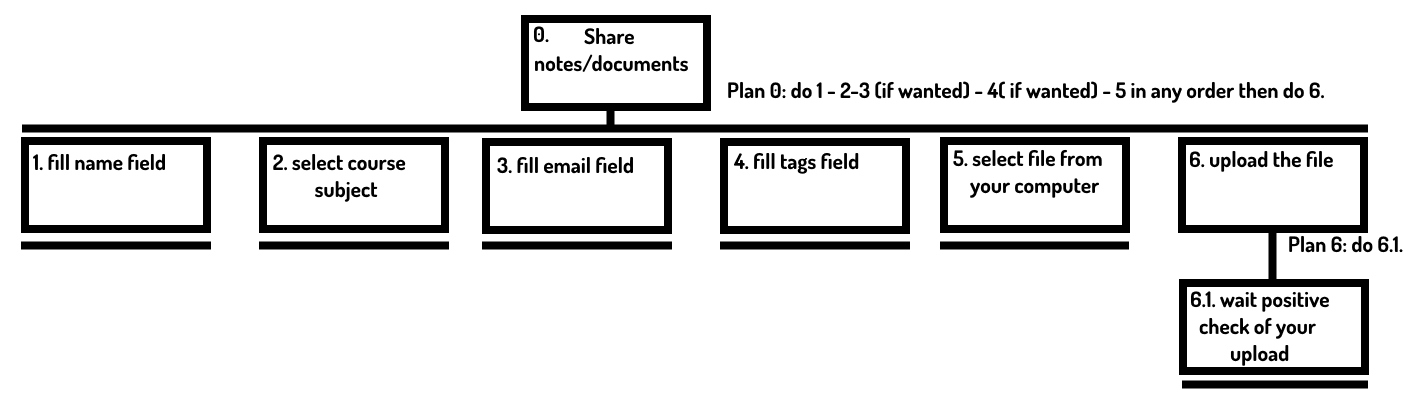 0. Share
notes/documents
Plan 0: do 1 - 2-3 (if wanted) - 4( if wanted) - 5 in any order then do 6.
1. fill name field
2. select course
subject
3. fill email field
4. fill tags field
5. select file from
your computer
6. upload the file
Plan 6: do 6.1.
6.1. wait positive
check of your
upload